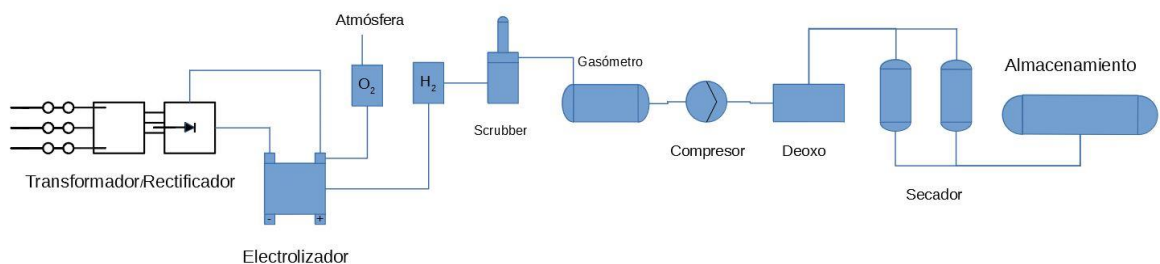 Atmósfera
O2
H2
Gasómetro
Almacenamiento
Scrubber
Compresor
Deoxo
Transformador/Rectificador
Secador
-
+
Electrolizador